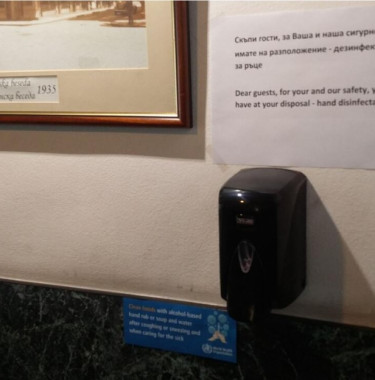 беседа 1935
Скъпи гости, за Ваша и наша сигурно
имате на разположение - дезинфек
за ръце
Dear guests, for your and our safety, y
have at your disposal - hand disinfecta
Clean hands with alcohol-based
hand rub or soap and water
after coughing or sneezing and
when caring for the sick